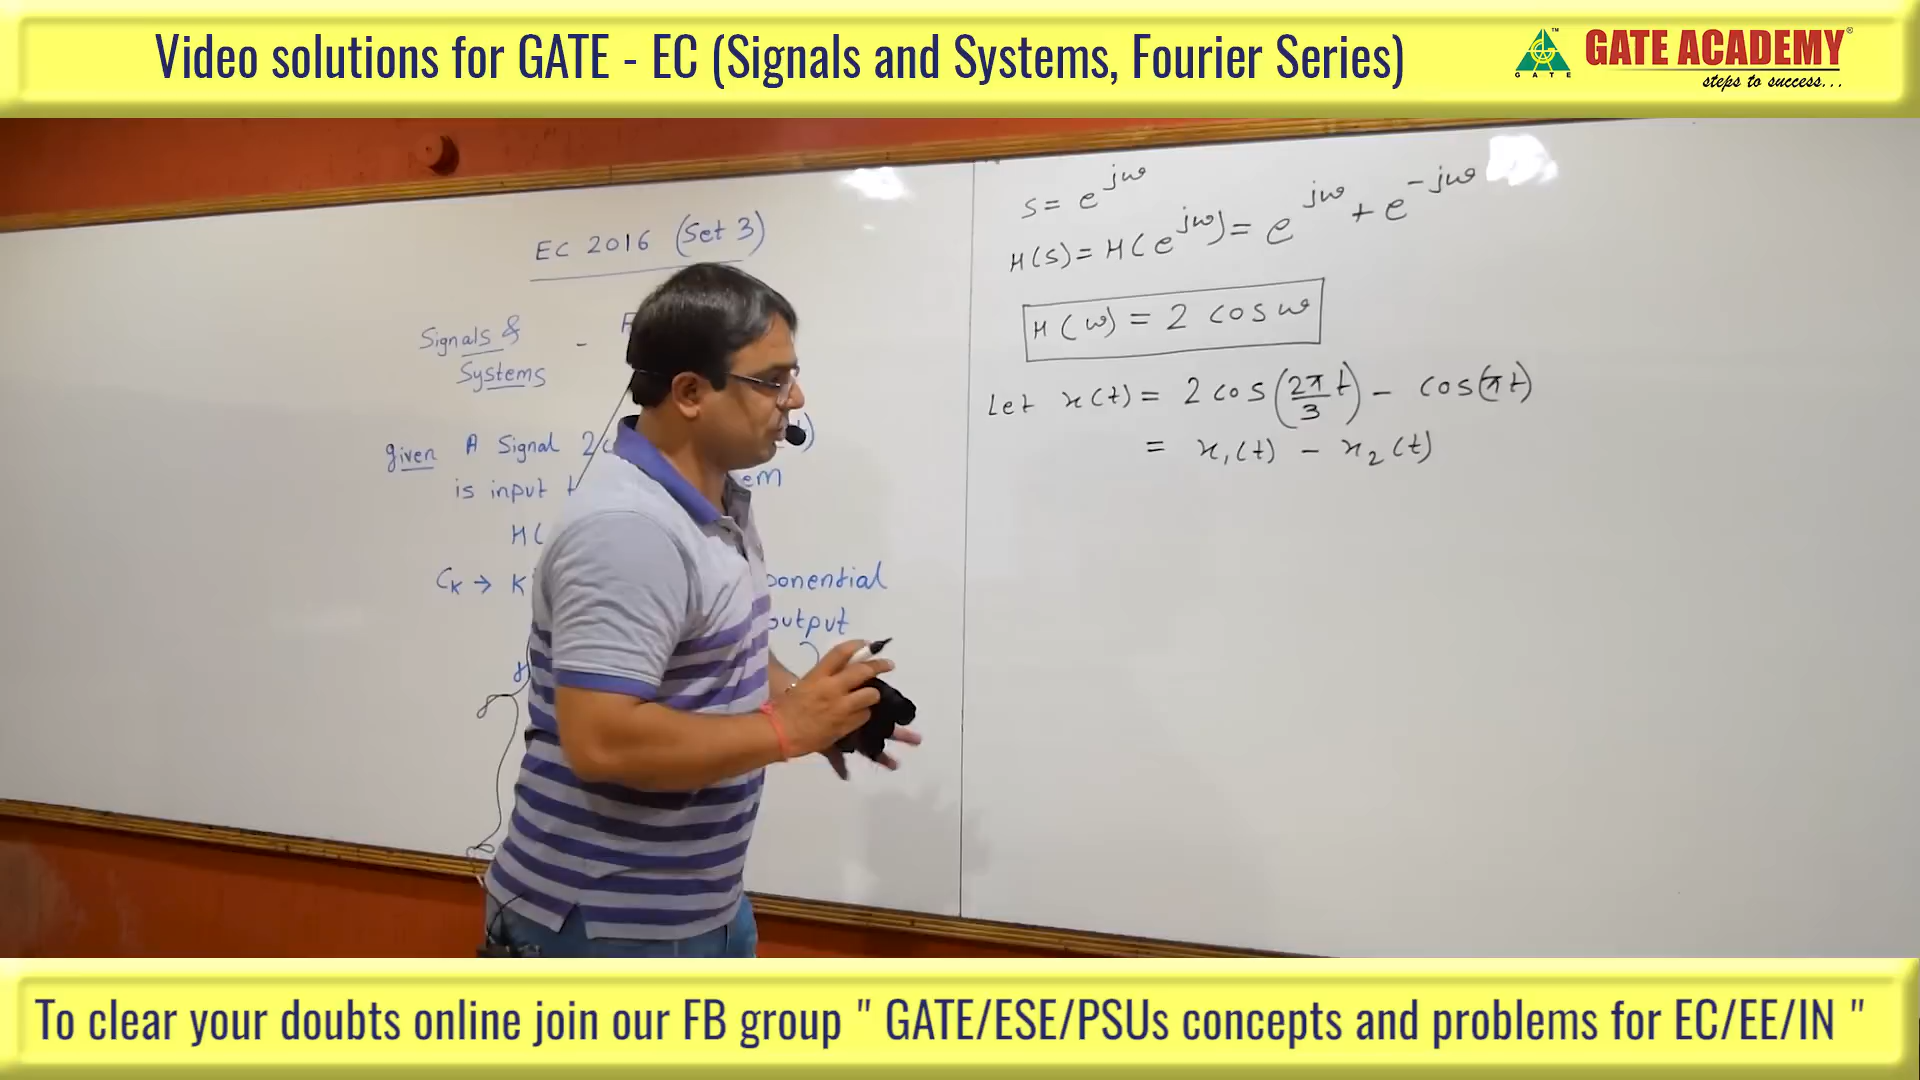 Video solutions for GATE - EC (Signals and Systems, Fourier Series)
GATE
GATE ACADEMY
steps to success...
EC 2016 (Set 3)
Signals &
Systems -
given A Signal
is input
em
H(
Ck → K
ponential
output
s = e^jω
H(s) = H(e^jω) = e^jω + e^-jω
H(ω) = 2 cos ω
Let x(t) = 2 cos(2π/3 t) - cos(πt)
= x₁(t) - x₂(t)
To clear your doubts online join our FB group " GATE/ESE/PSUs concepts and problems for EC/EE/IN "